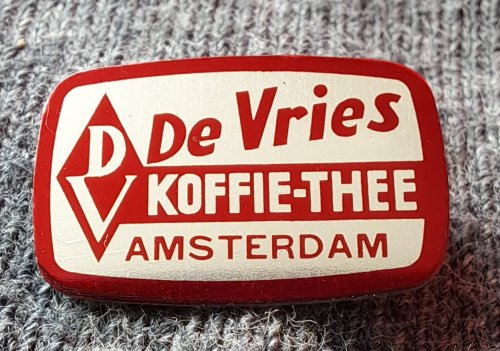 DV
De Vries
KOFFIE-THEE
AMSTERDAM